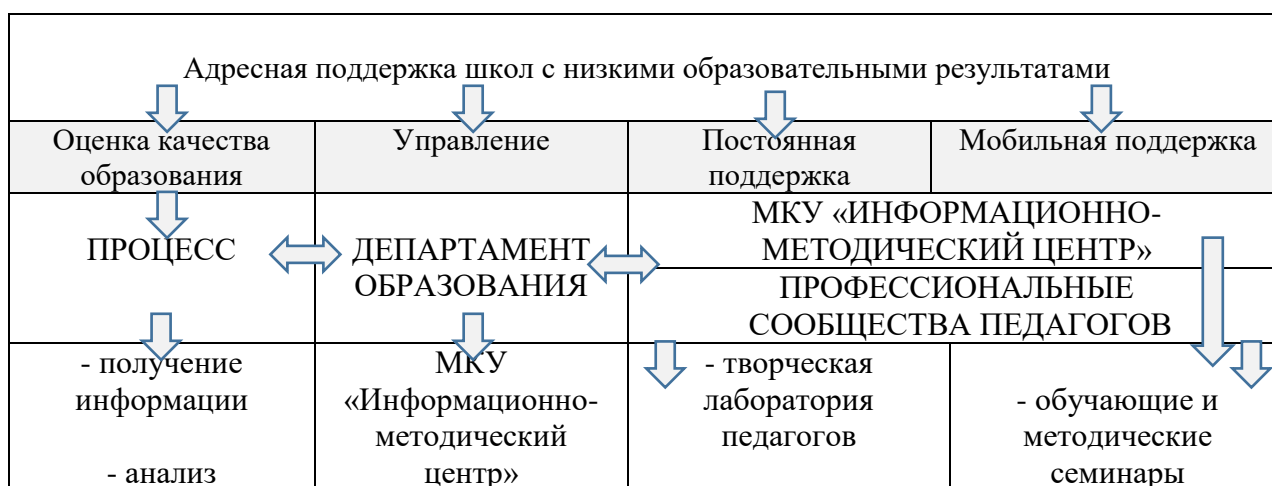 Адресная поддержка школ с низкими образовательными результатами
Оценка качества
образования
Управление
Постоянная
поддержка
Мобильная поддержка
ПРОЦЕСС
ДЕПАРТАМЕНТ
ОБРАЗОВАНИЯ
МКУ «ИНФОРМАЦИОННО-
МЕТОДИЧЕСКИЙ ЦЕНТР»
ПРОФЕССИОНАЛЬНЫЕ
СООБЩЕСТВА ПЕДАГОГОВ
- получение
информации
- анализ
МКУ
«Информационно-
методический
центр»
- творческая
лаборатория
педагогов
- обучающие и
методические
семинары